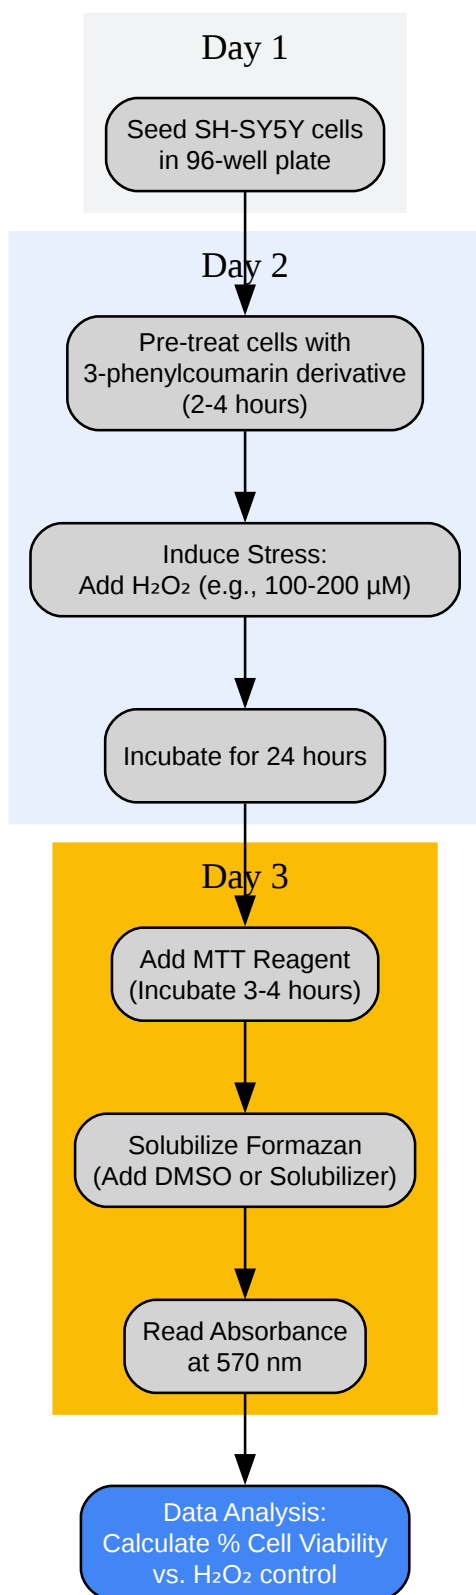 Day 1
Seed SH-SY5Y cells
in 96-well plate
Day 2
Pre-treat cells with
3-phenylcoumarin derivative
(2-4 hours)
Induce Stress:
Add H₂O₂ (e.g., 100-200 µM)
Incubate for 24 hours
Day 3
Add MTT Reagent
(Incubate 3-4 hours)
Solubilize Formazan
(Add DMSO or Solubilizer)
Read Absorbance
at 570 nm
Data Analysis:
Calculate % Cell Viability
vs. H₂O₂ control